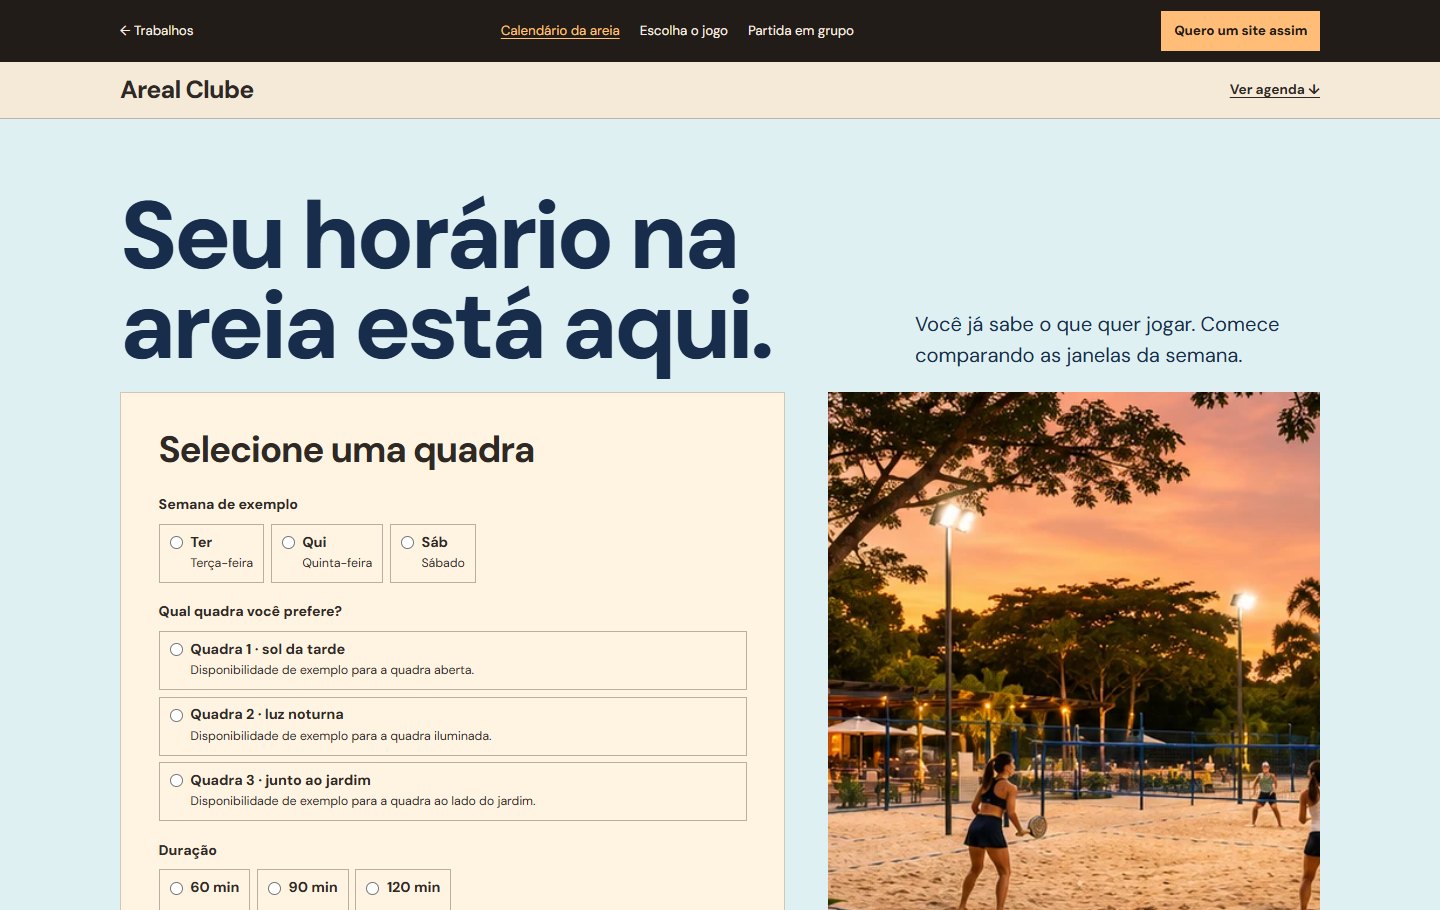 ← Trabalhos
Calendário da areia
Escolha o jogo
Partida em grupo
Quero um site assim
Areal Clube
Ver agenda ↓
Seu horário na
areia está aqui.
Você já sabe o que quer jogar. Comece
comparando as janelas da semana.
Selecione uma quadra
Semana de exemplo
Ter
Terça-feira
Qui
Quinta-feira
Sáb
Sábado
Qual quadra você prefere?
Quadra 1 · sol da tarde
Disponibilidade de exemplo para a quadra aberta.
Quadra 2 · luz noturna
Disponibilidade de exemplo para a quadra iluminada.
Quadra 3 · junto ao jardim
Disponibilidade de exemplo para a quadra ao lado do jardim.
Duração
60 min
90 min
120 min